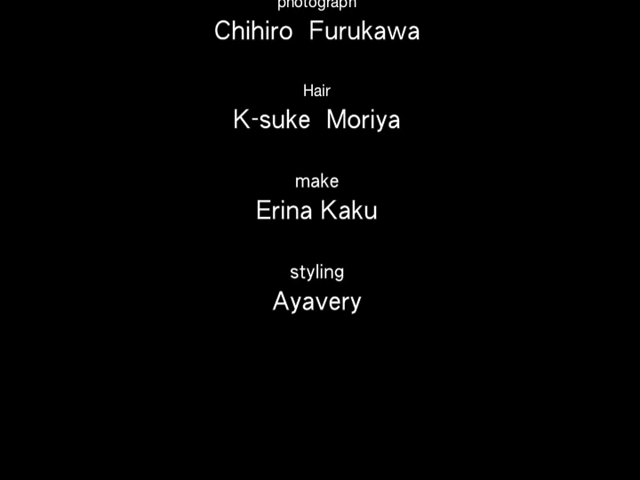 photograph
Chihiro Furukawa
Hair
K-suke Moriya
make
Erina Kaku
styling
Ayavery